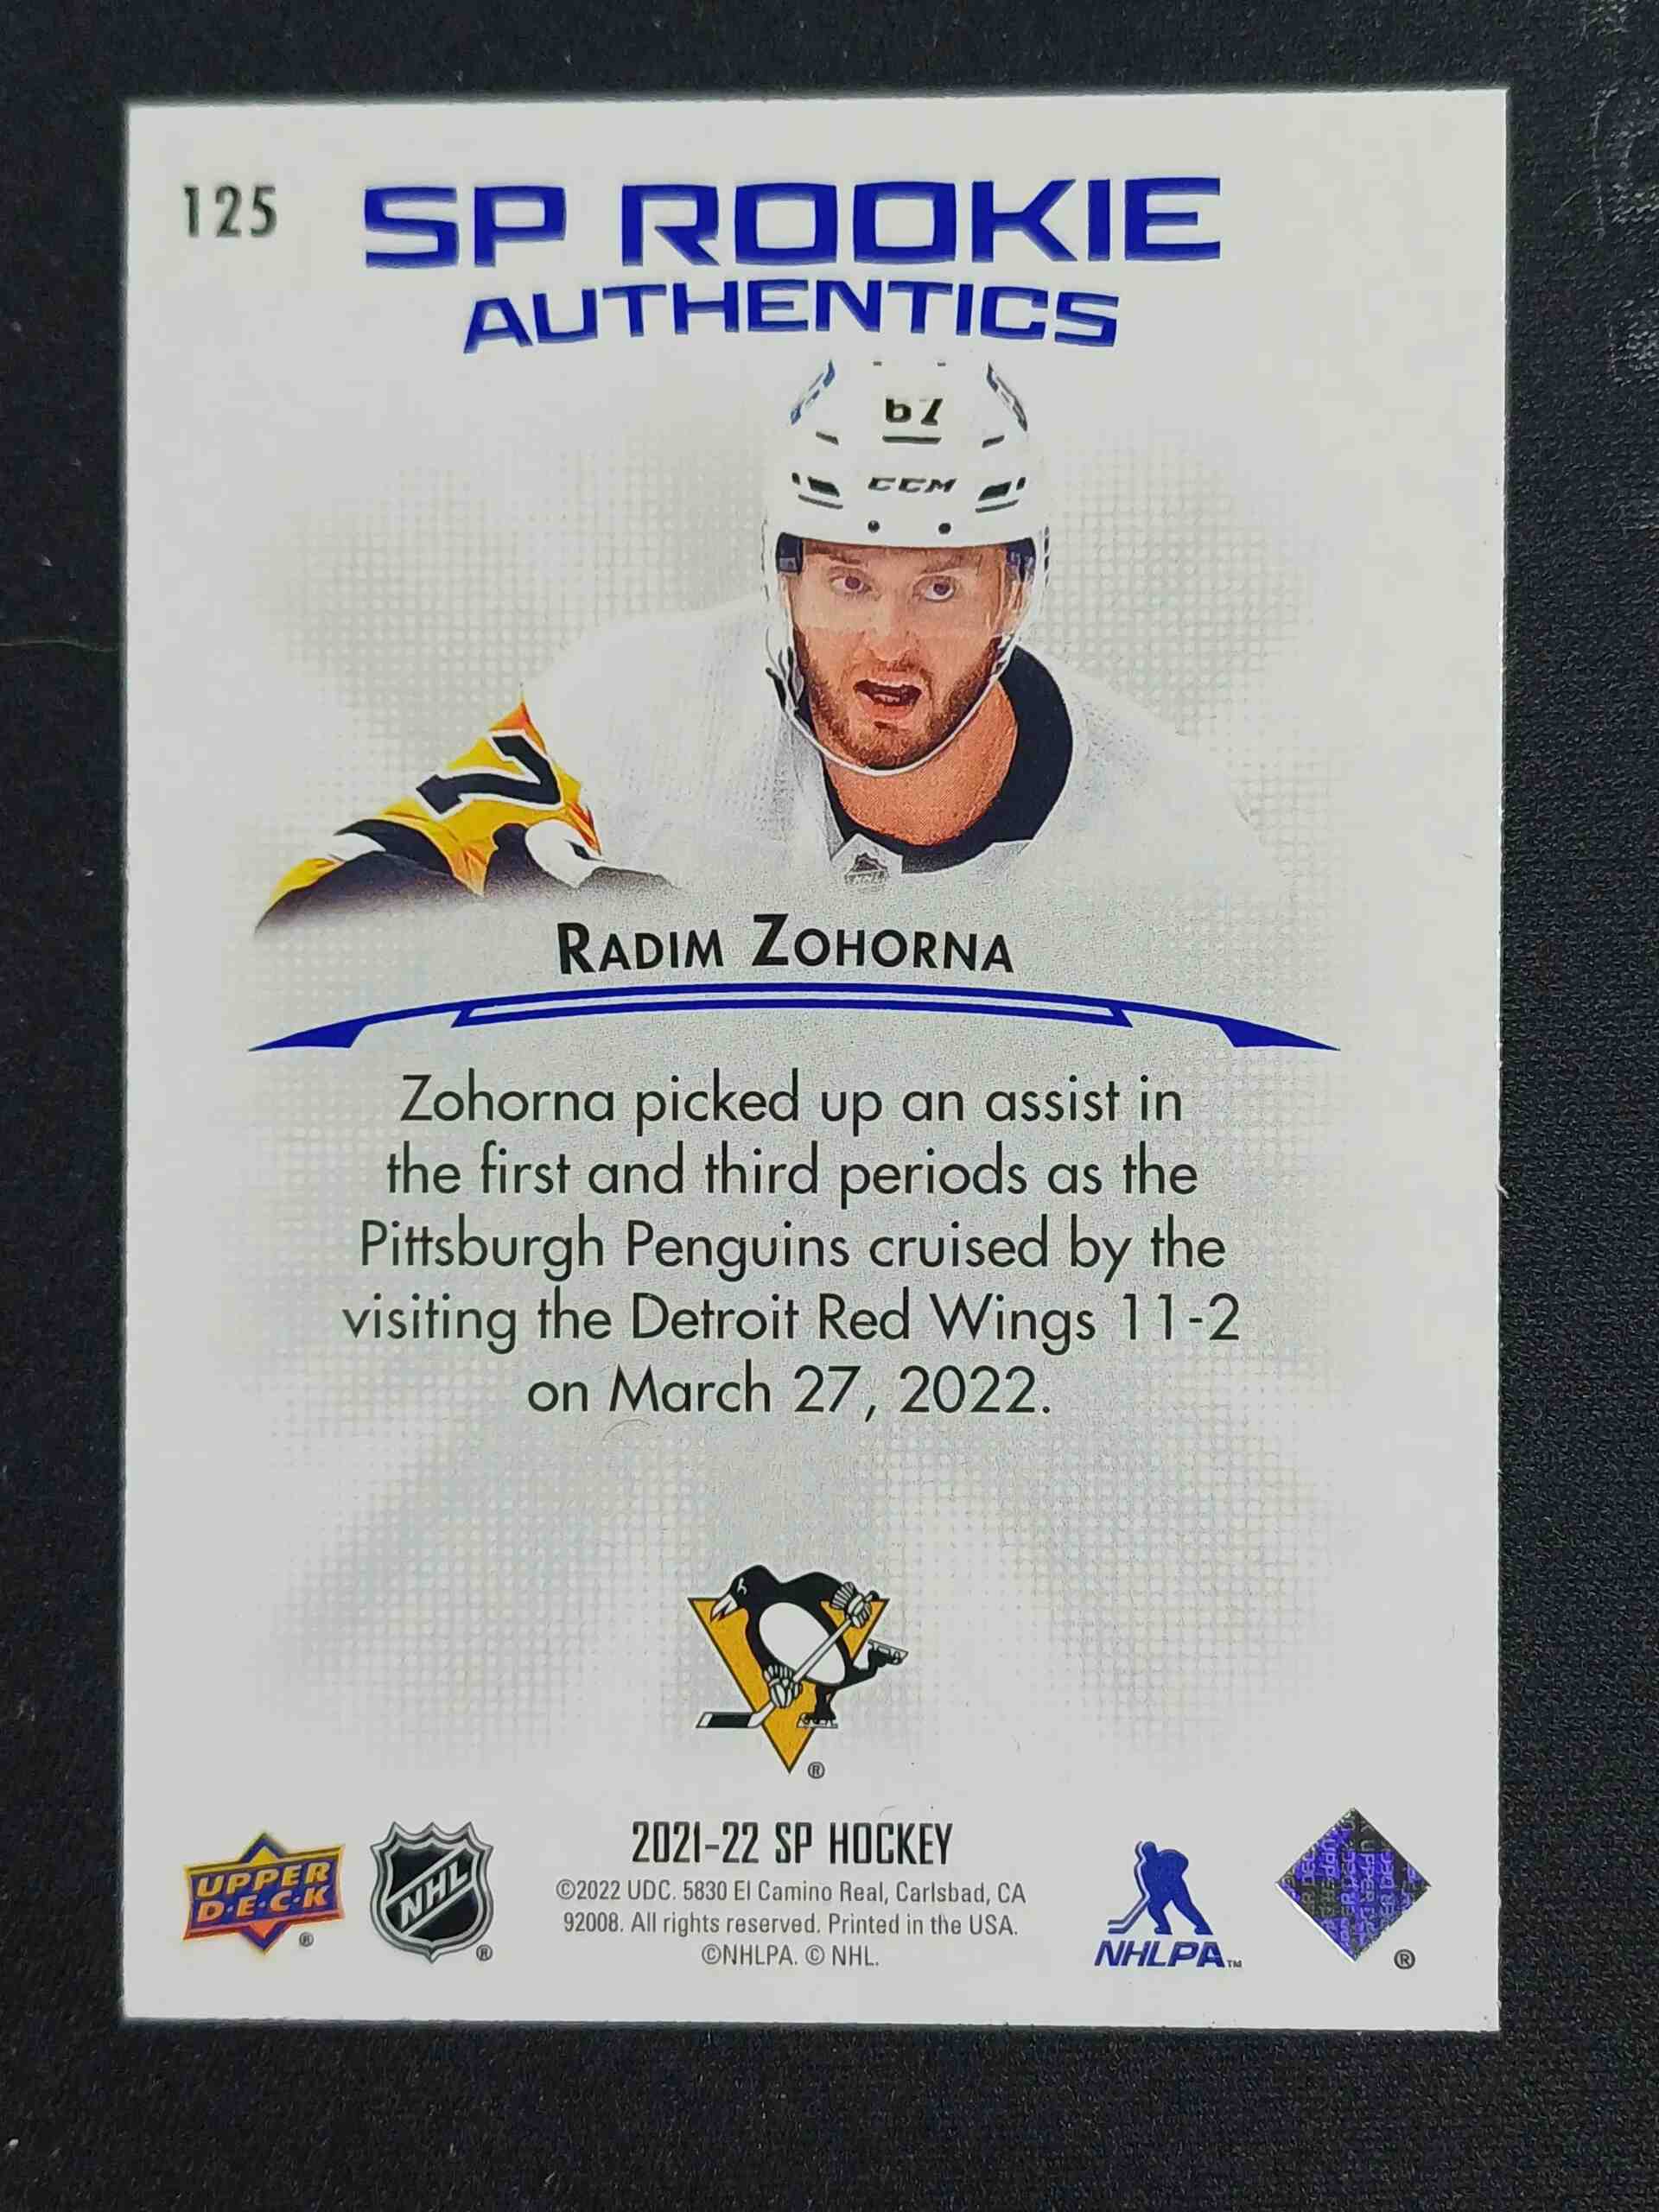 125
SP ROOKIE
AUTHENTICS
67
CCM
7
NHL
RADIM ZOHORNA
Zohorna picked up an assist in
the first and third periods as the
Pittsburgh Penguins cruised by the
visiting the Detroit Red Wings 11-2
on March 27, 2022.
®
2021-22 SP HOCKEY
©2022 UDC. 5830 El Camino Real, Carlsbad, CA
92008. All rights reserved. Printed in the USA.
©NHLPA. © NHL.
UPPER
D·E·C·K
®
NHL
®
NHLPA™
®